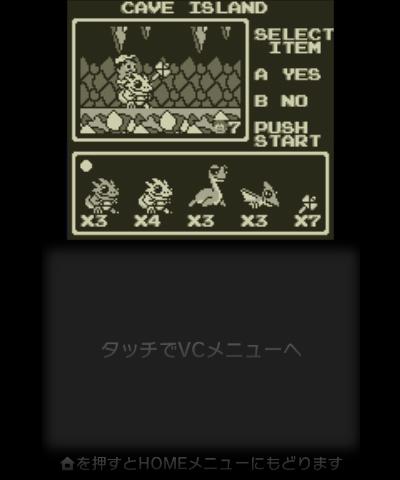 CAVE ISLAND
SELECT
ITEM
A YES
B NO
PUSH
START
7
X3 X4 X3 X3 X7
タッチでVCメニューへ
を押すとHOMEメニューにもどります